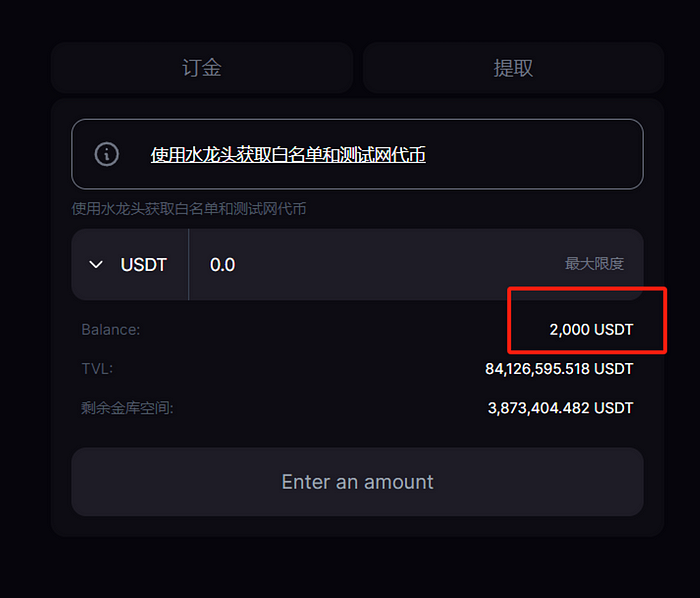 订金
提取
使用水龙头获取白名单和测试网代币
使用水龙头获取白名单和测试网代币
USDT 0.0 最大限度
Balance: 2,000 USDT
TVL: 84,126,595.518 USDT
剩余金库空间: 3,873,404.482 USDT
Enter an amount